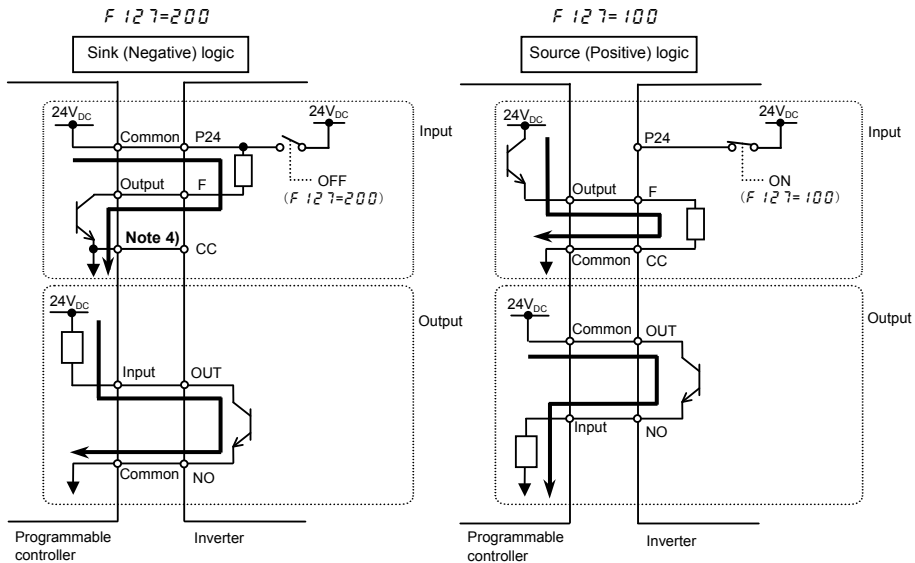 F127=200
Sink (Negative) logic
24VDC
Common
P24
24VDC
Input
Output
F
OFF
(F127=200)
Note 4)
CC
24VDC
Output
Input
OUT
Common
NO
Programmable
controller
Inverter
F127=100
Source (Positive) logic
24VDC
24VDC
Input
P24
Output
F
ON
(F127=100)
Common
CC
24VDC
Common
OUT
Output
Input
NO
Programmable
controller
Inverter